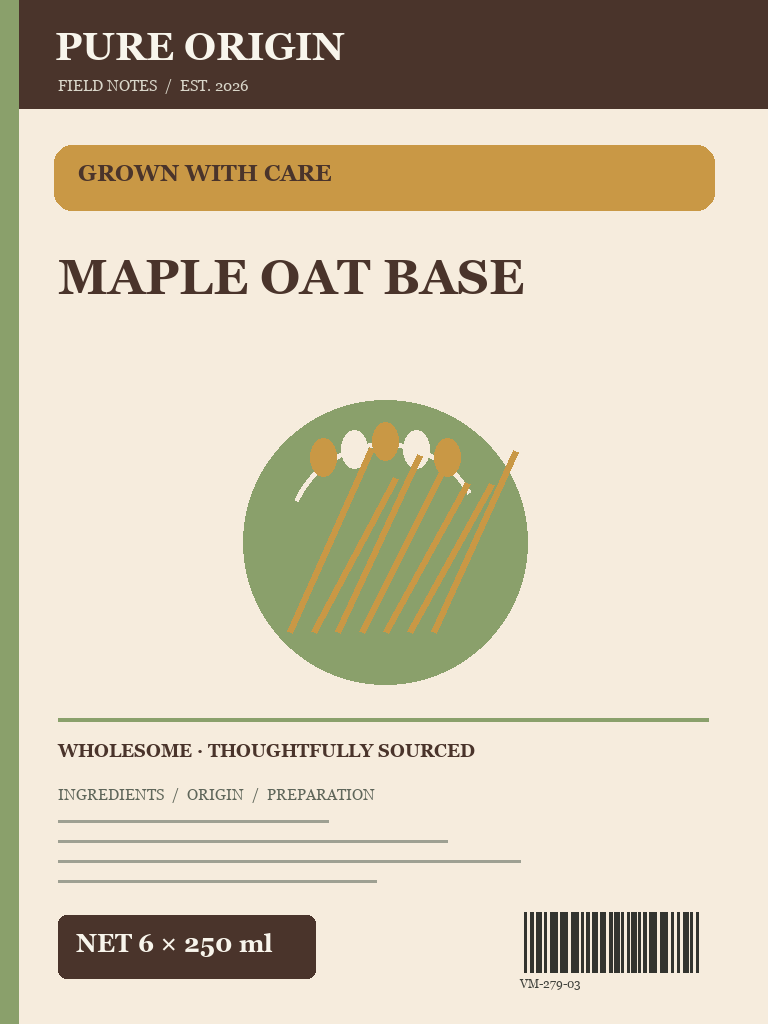 PURE ORIGIN
FIELD NOTES / EST. 2026
GROWN WITH CARE
MAPLE OAT BASE
WHOLESOME · THOUGHTFULLY SOURCED
INGREDIENTS / ORIGIN / PREPARATION
NET 6 × 250 ml
VM-279-03